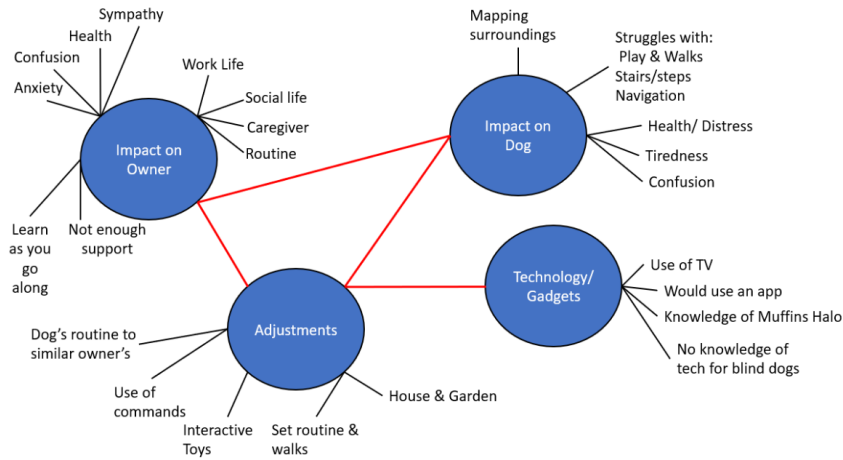 Sympathy
Health
Confusion
Anxiety
Work Life
Social life
Caregiver
Routine
Impact on
Owner
Learn
as you
go
along
Not enough
support
Mapping
surroundings
Struggles with:
Play & Walks
Stairs/steps
Navigation
Impact on
Dog
Health/ Distress
Tiredness
Confusion
Technology/
Gadgets
Use of TV
Would use an app
Knowledge of Muffins Halo
No knowledge of
tech for blind dogs
Adjustments
Dog's routine to
similar owner's
Use of
commands
Interactive
Toys
Set routine &
walks
House & Garden